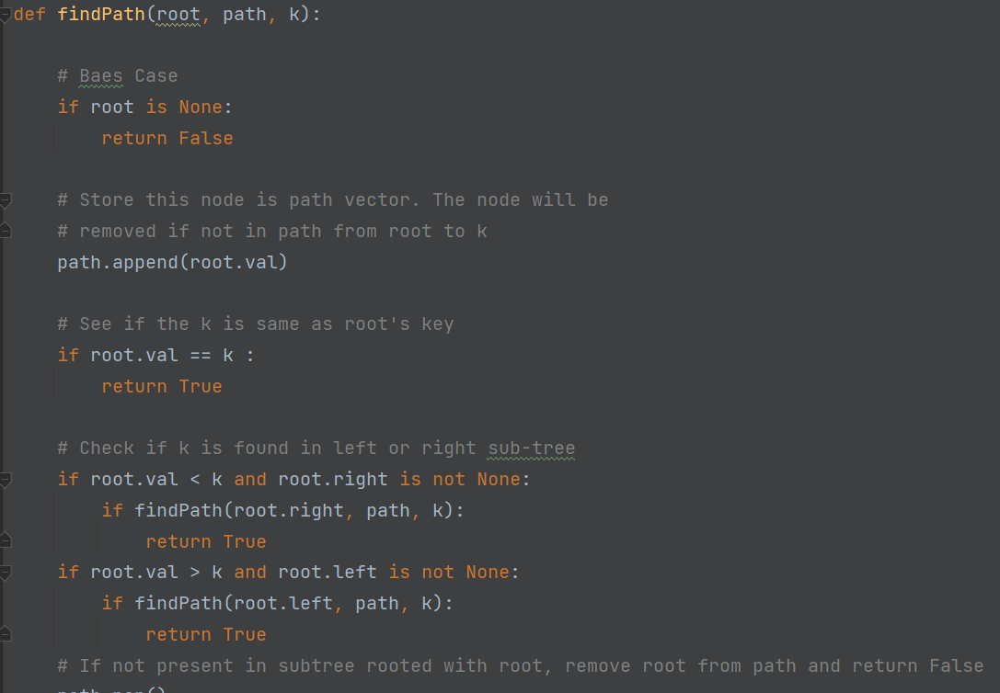 def findPath(root, path, k):
# Baes Case
if root is None:
return False
# Store this node is path vector. The node will be
# removed if not in path from root to k
path.append(root.val)
# See if the k is same as root's key
if root.val == k :
return True
# Check if k is found in left or right sub-tree
if root.val < k and root.right is not None:
if findPath(root.right, path, k):
return True
if root.val > k and root.left is not None:
if findPath(root.left, path, k):
return True
# If not present in subtree rooted with root, remove root from path and return False
path.pop()